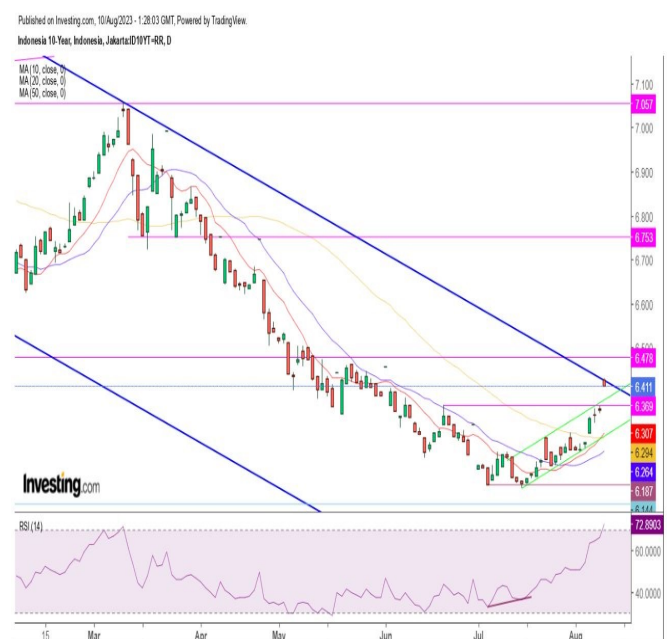 Published on Investing.com, 10/Aug/2023 - 1:28:03 GMT, Powered by TradingView.
Indonesia 10-Year, Indonesia, Jakarta:ID10YT=RR, D
MA (10, close, 0)
MA (20, close, 0)
MA (50, close, 0)
7.100
7.057
7.000
6.900
6.800
6.753
6.700
6.600
6.500
6.478
6.411
6.369
6.307
6.294
6.264
6.187
6.144
Investing.com
RSI (14)
72.8903
60.0000
40.0000
15
Mar
Apr
May
Jun
Jul
Aug